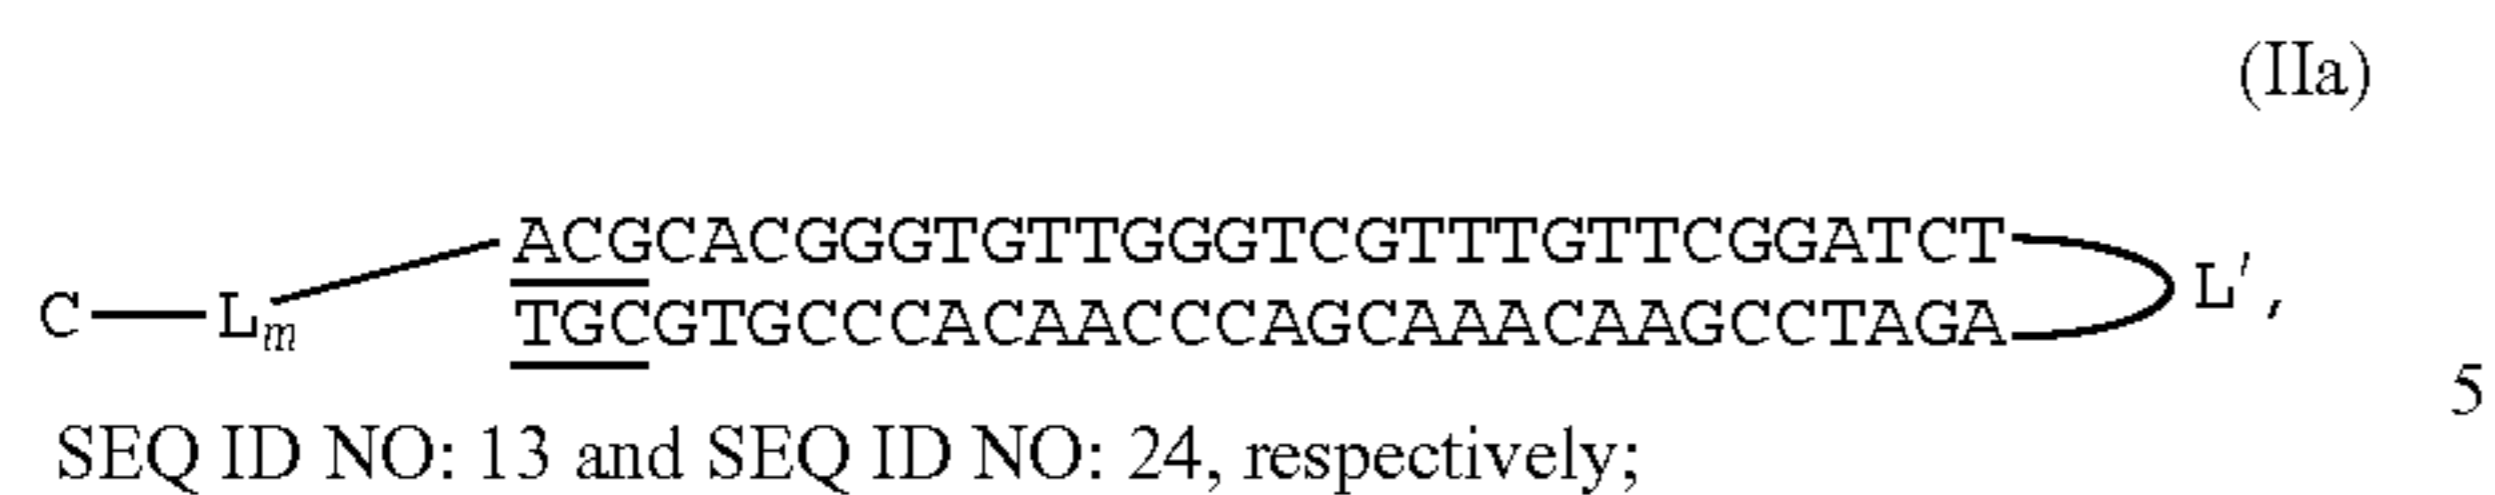 (IIa)
ACGCACGGGTGTTGGGTCGTTTGTTCGGATCT
C—Lm L',
TGCGTGCCCACAACCCAGCAAACAAGCCTAGA
5
SEQ ID NO: 13 and SEQ ID NO: 24, respectively;